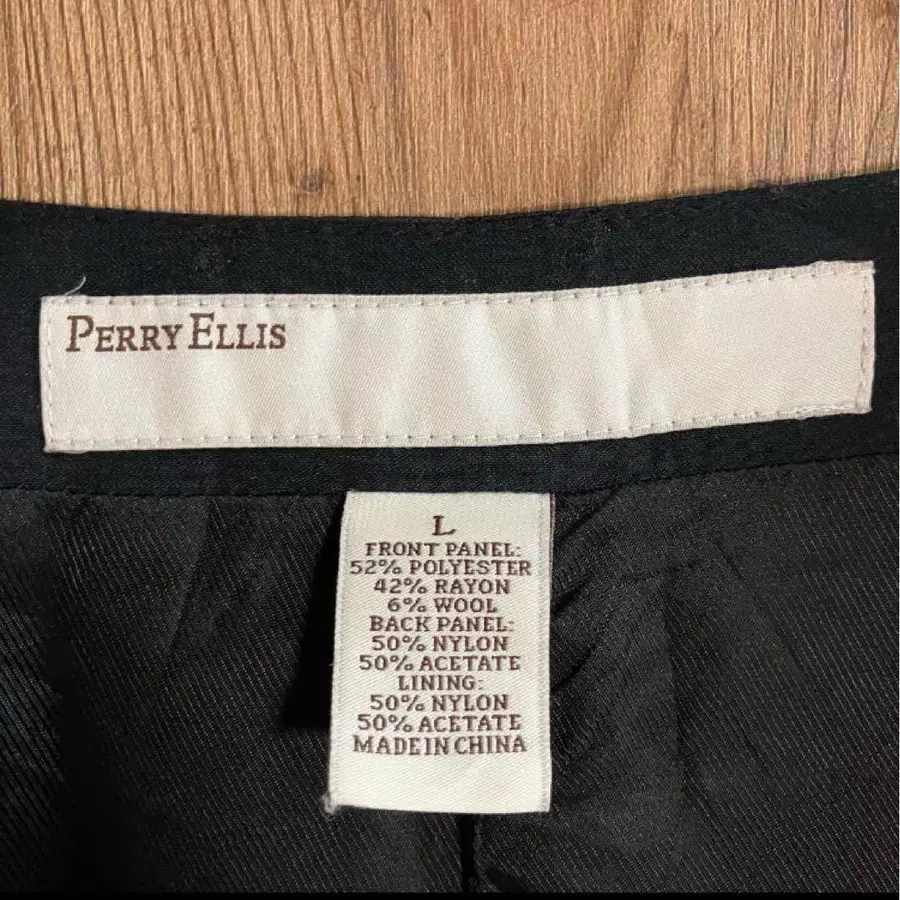 PERRY ELLIS
L
FRONT PANEL:
52% POLYESTER
42% RAYON
6% WOOL
BACK PANEL:
50% NYLON
50% ACETATE
LINING:
50% NYLON
50% ACETATE
MADE IN CHINA